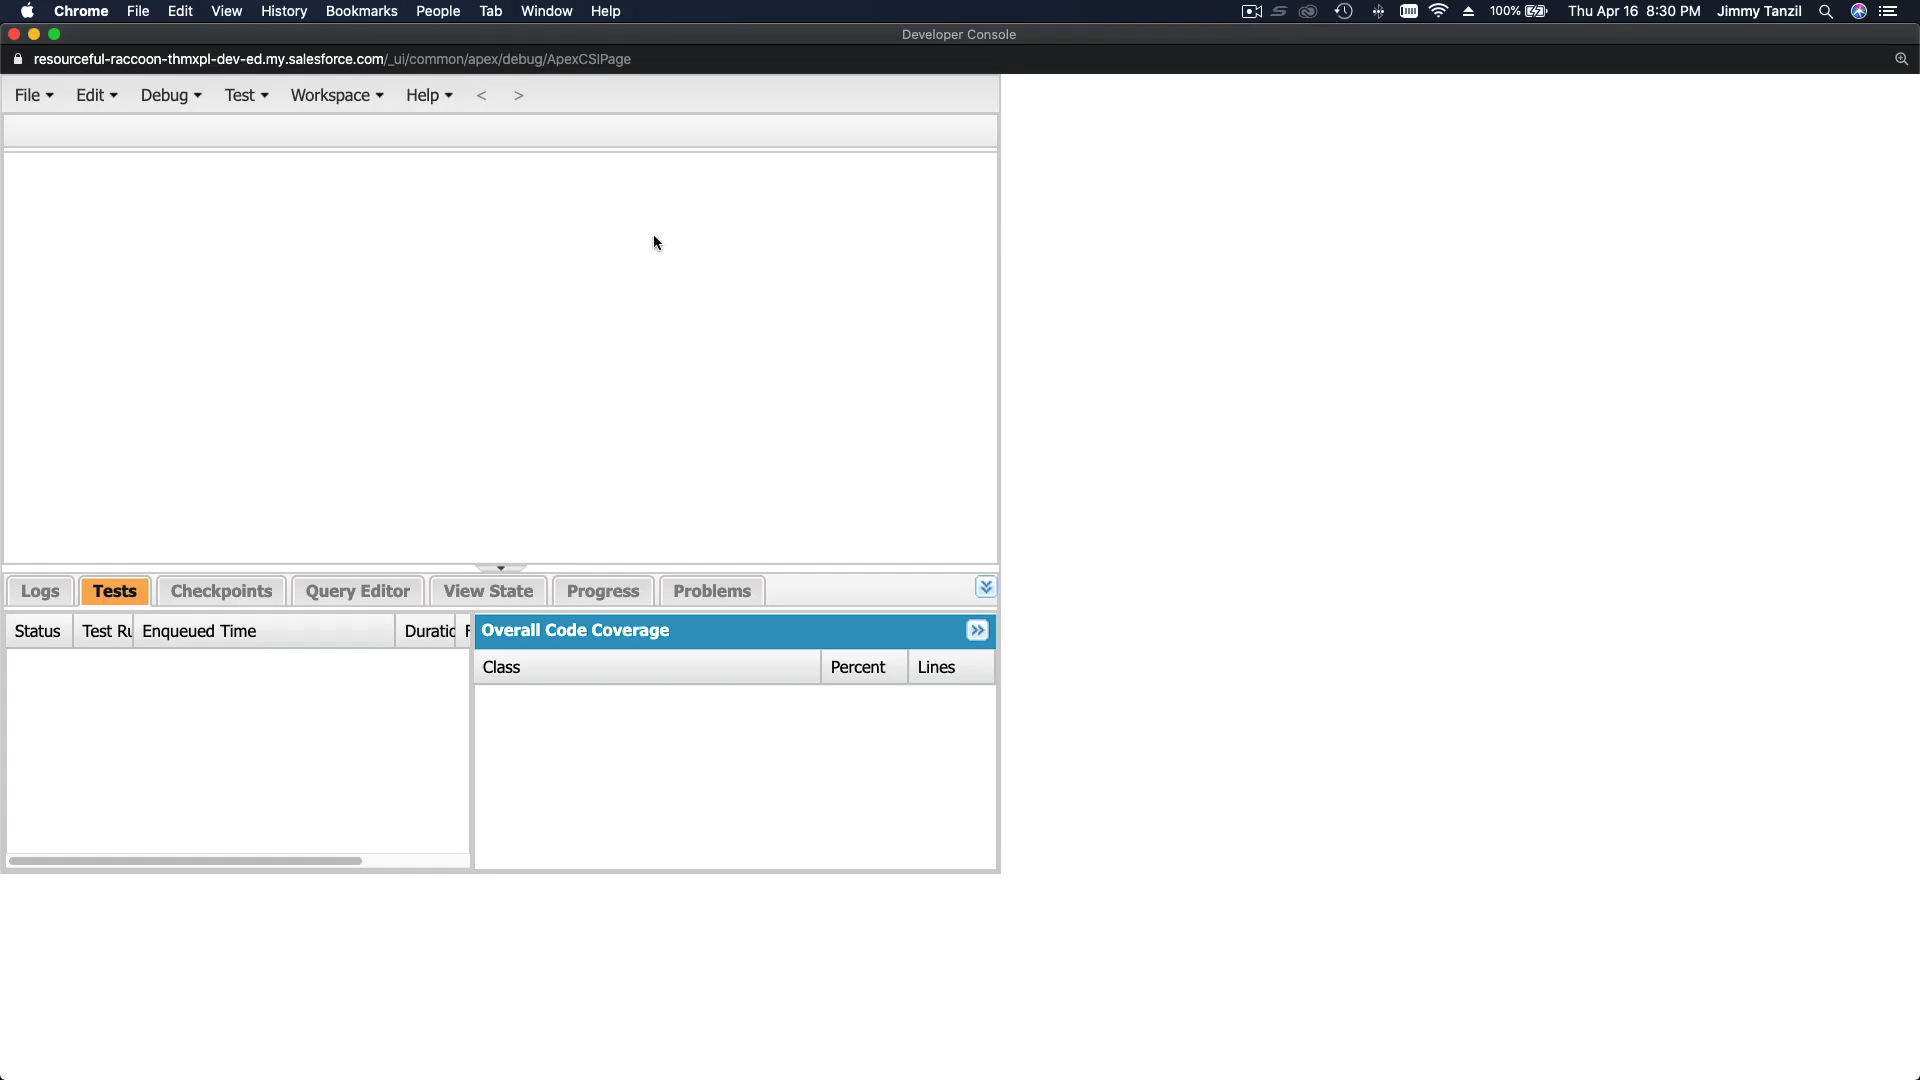 Chrome File Edit View History Bookmarks People Tab Window Help 100% Thu Apr 16 8:30 PM Jimmy Tanzil
Developer Console
resourceful-raccoon-thmxpl-dev-ed.my.salesforce.com/_ui/common/apex/debug/ApexCSIPage
File Edit Debug Test Workspace Help < >
Logs Tests Checkpoints Query Editor View State Progress Problems
Status Test Ru Enqueued Time Duratic F Overall Code Coverage
Class Percent Lines